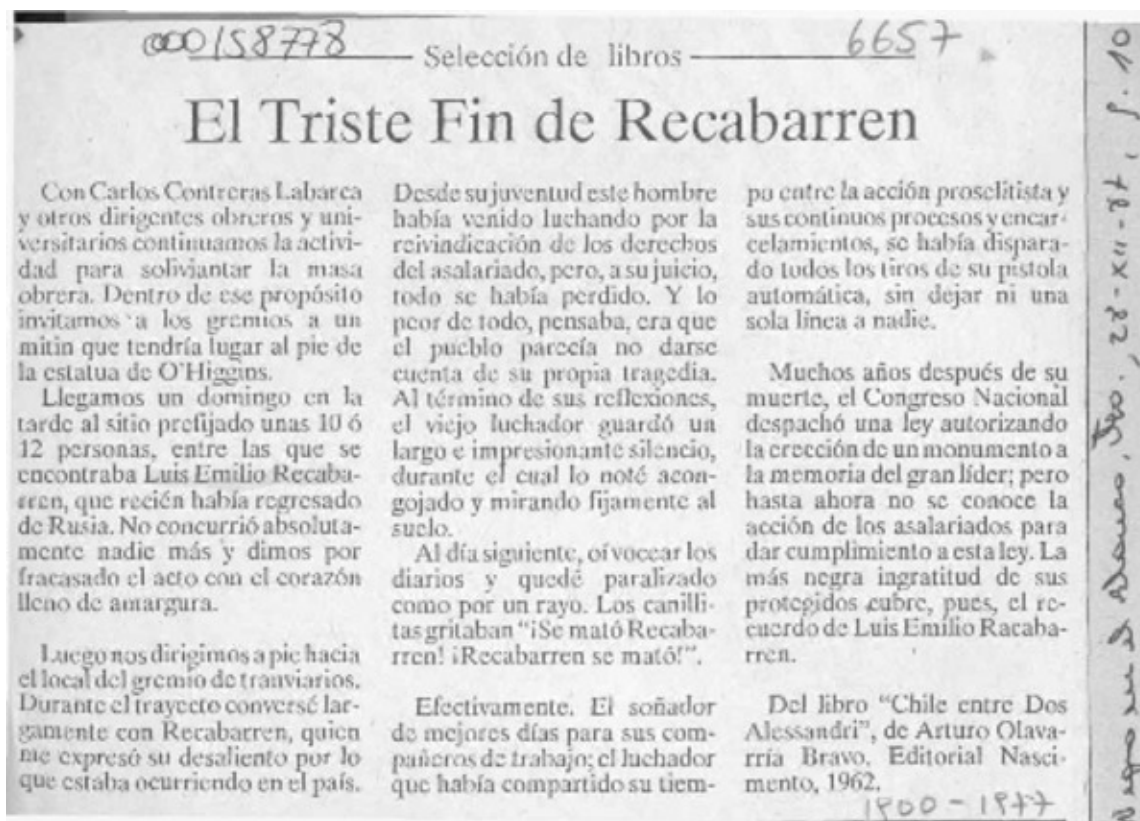 000158778
6657
Selección de libros
El Triste Fin de Recabarren
Con Carlos Contreras Labarca
y otros dirigentes obreros y uni-
versitarios continuamos la activi-
dad para soliviantar la masa
obrera. Dentro de ese propósito
invitamos a los gremios a un
mitin que tendría lugar al pie de
la estatua de O'Higgins.
Llegamos un domingo en la
tarde al sitio prefijado unas 10 ó
12 personas, entre las que se
encontraba Luis Emilio Recaba-
rren, que recién había regresado
de Rusia. No concurrió absoluta-
mente nadie más y dimos por
fracasado el acto con el corazón
lleno de amargura.
Luego nos dirigimos a pie hacia
el local del gremio de tranviarios.
Durante el trayecto conversé lar-
gamente con Recabarren, quien
me expresó su desaliento por lo
que estaba ocurriendo en el país.
Desde su juventud este hombre
había venido luchando por la
reivindicación de los derechos
del asalariado, pero, a su juicio,
todo se había perdido. Y lo
peor de todo, pensaba, era que
el pueblo parecía no darse
cuenta de su propia tragedia.
Al término de sus reflexiones,
el viejo luchador guardó un
largo e impresionante silencio,
durante el cual lo noté acon-
gojado y mirando fijamente al
suelo.
Al día siguiente, oí vocear los
diarios y quedé paralizado
como por un rayo. Los canilli-
tas gritaban "¡Se mató Recaba-
rren! ¡Recabarren se mató!".
Efectivamente. El soñador
de mejores días para sus com-
pañeros de trabajo; el luchador
que había compartido su tiem-
po entre la acción proselitista y
sus continuos procesos y encar-
celamientos, se había dispara-
do todos los tiros de su pistola
automática, sin dejar ni una
sola línea a nadie.
Muchos años después de su
muerte, el Congreso Nacional
despachó una ley autorizando
la erección de un monumento a
la memoria del gran líder; pero
hasta ahora no se conoce la
acción de los asalariados para
dar cumplimiento a esta ley. La
más negra ingratitud de sus
protegidos cubre, pues, el re-
cuerdo de Luis Emilio Racaba-
rren.
Del libro "Chile entre Dos
Alessandri", de Arturo Olava-
rría Bravo. Editorial Nasci-
mento, 1962.
1900-1977
28-XII-87, p. 10